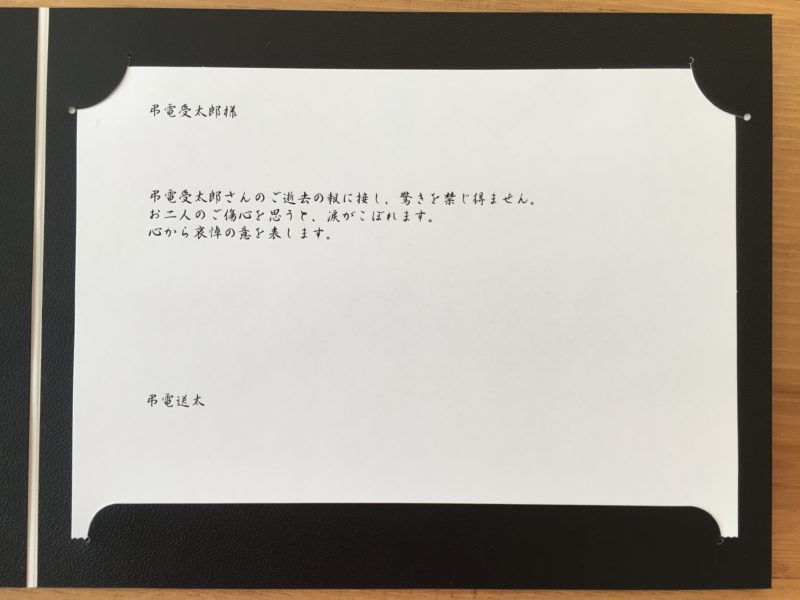 弔電受太郎様
弔電受太郎さんのご逝去の報に接し、驚きを禁じ得ません。
お二人のご傷心を思うと、涙がこぼれます。
心から哀悼の意を表します。
弔電送太